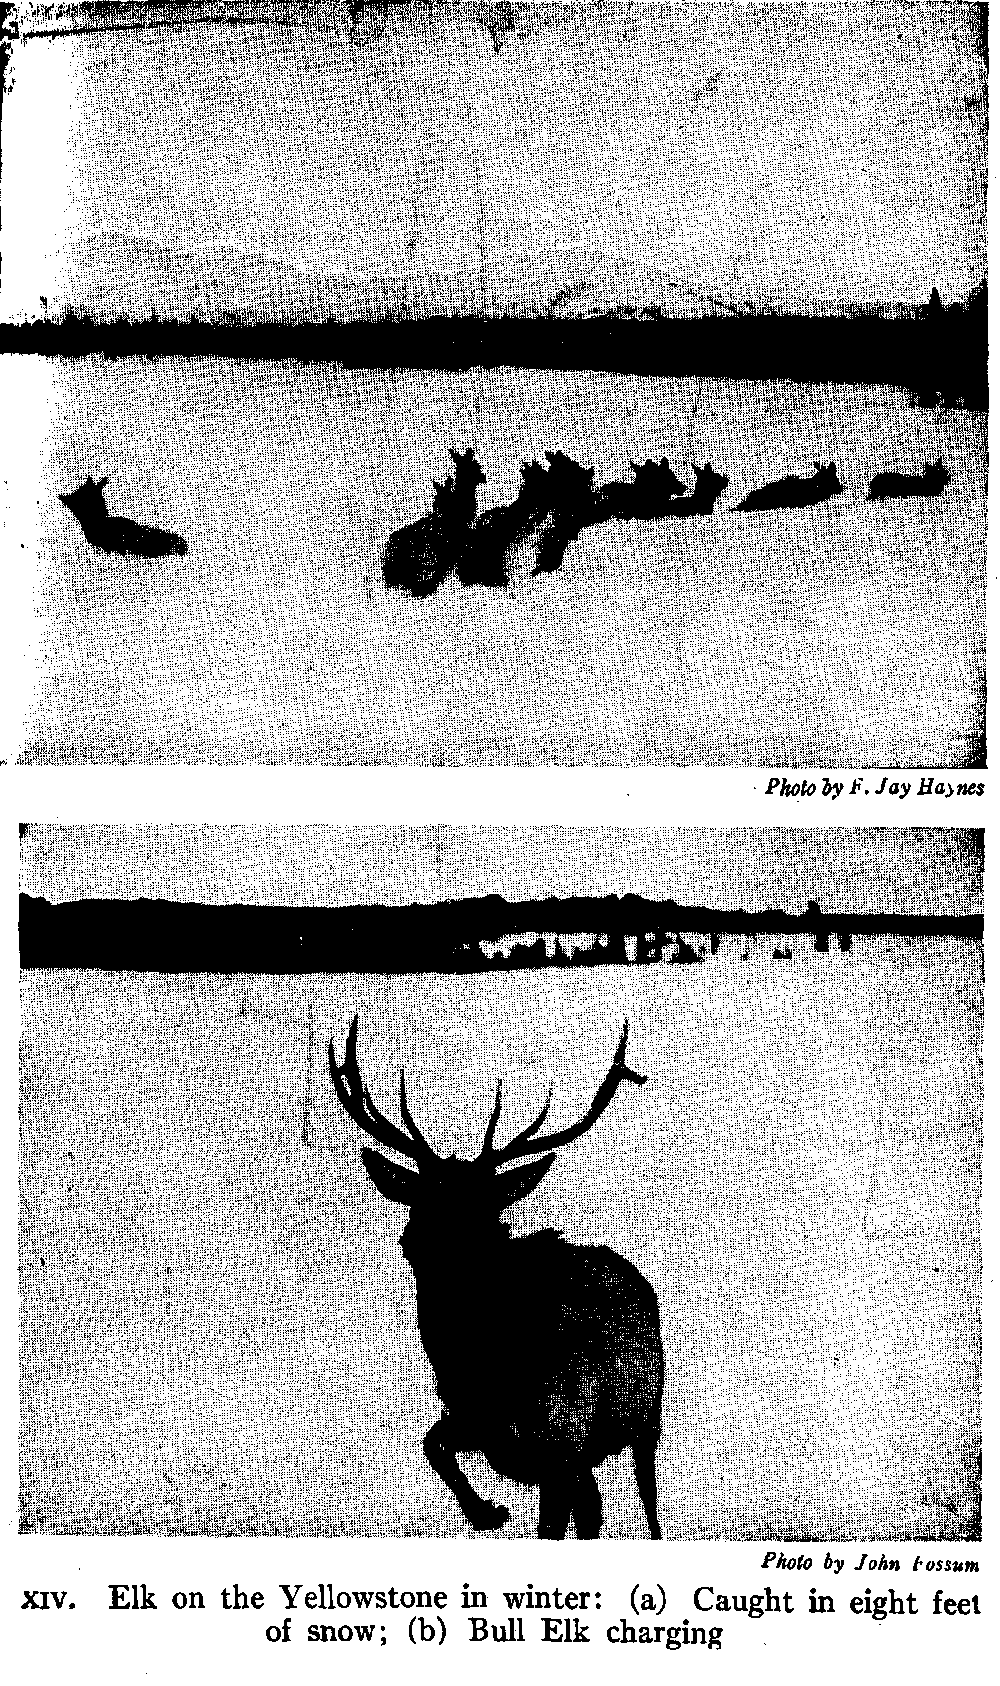 Photo by F. Jay Haynes
Photo by John Fossum
XIV. Elk on the Yellowstone in winter: (a) Caught in eight feet
of snow; (b) Bull Elk charging